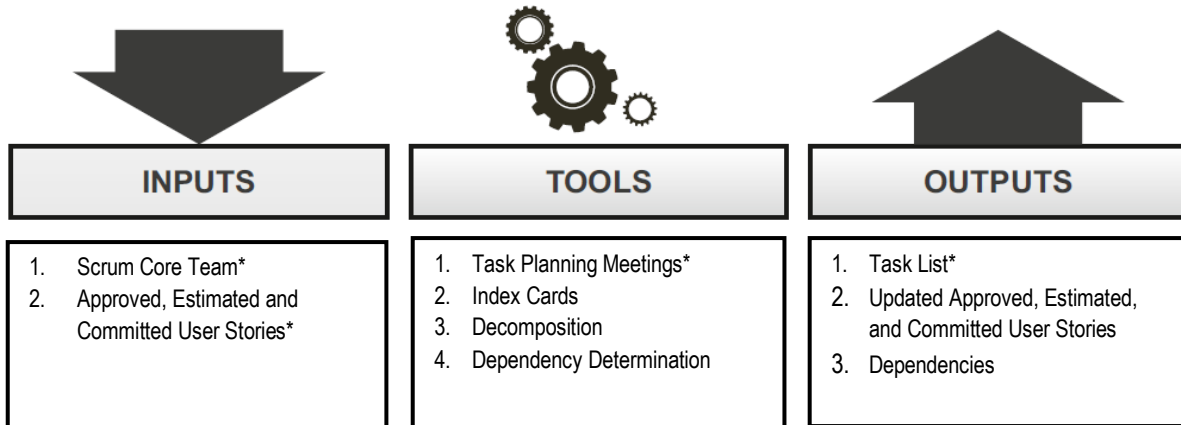 INPUTS
1. Scrum Core Team*
2. Approved, Estimated and
Committed User Stories*
TOOLS
1. Task Planning Meetings*
2. Index Cards
3. Decomposition
4. Dependency Determination
OUTPUTS
1. Task List*
2. Updated Approved, Estimated,
and Committed User Stories
3. Dependencies